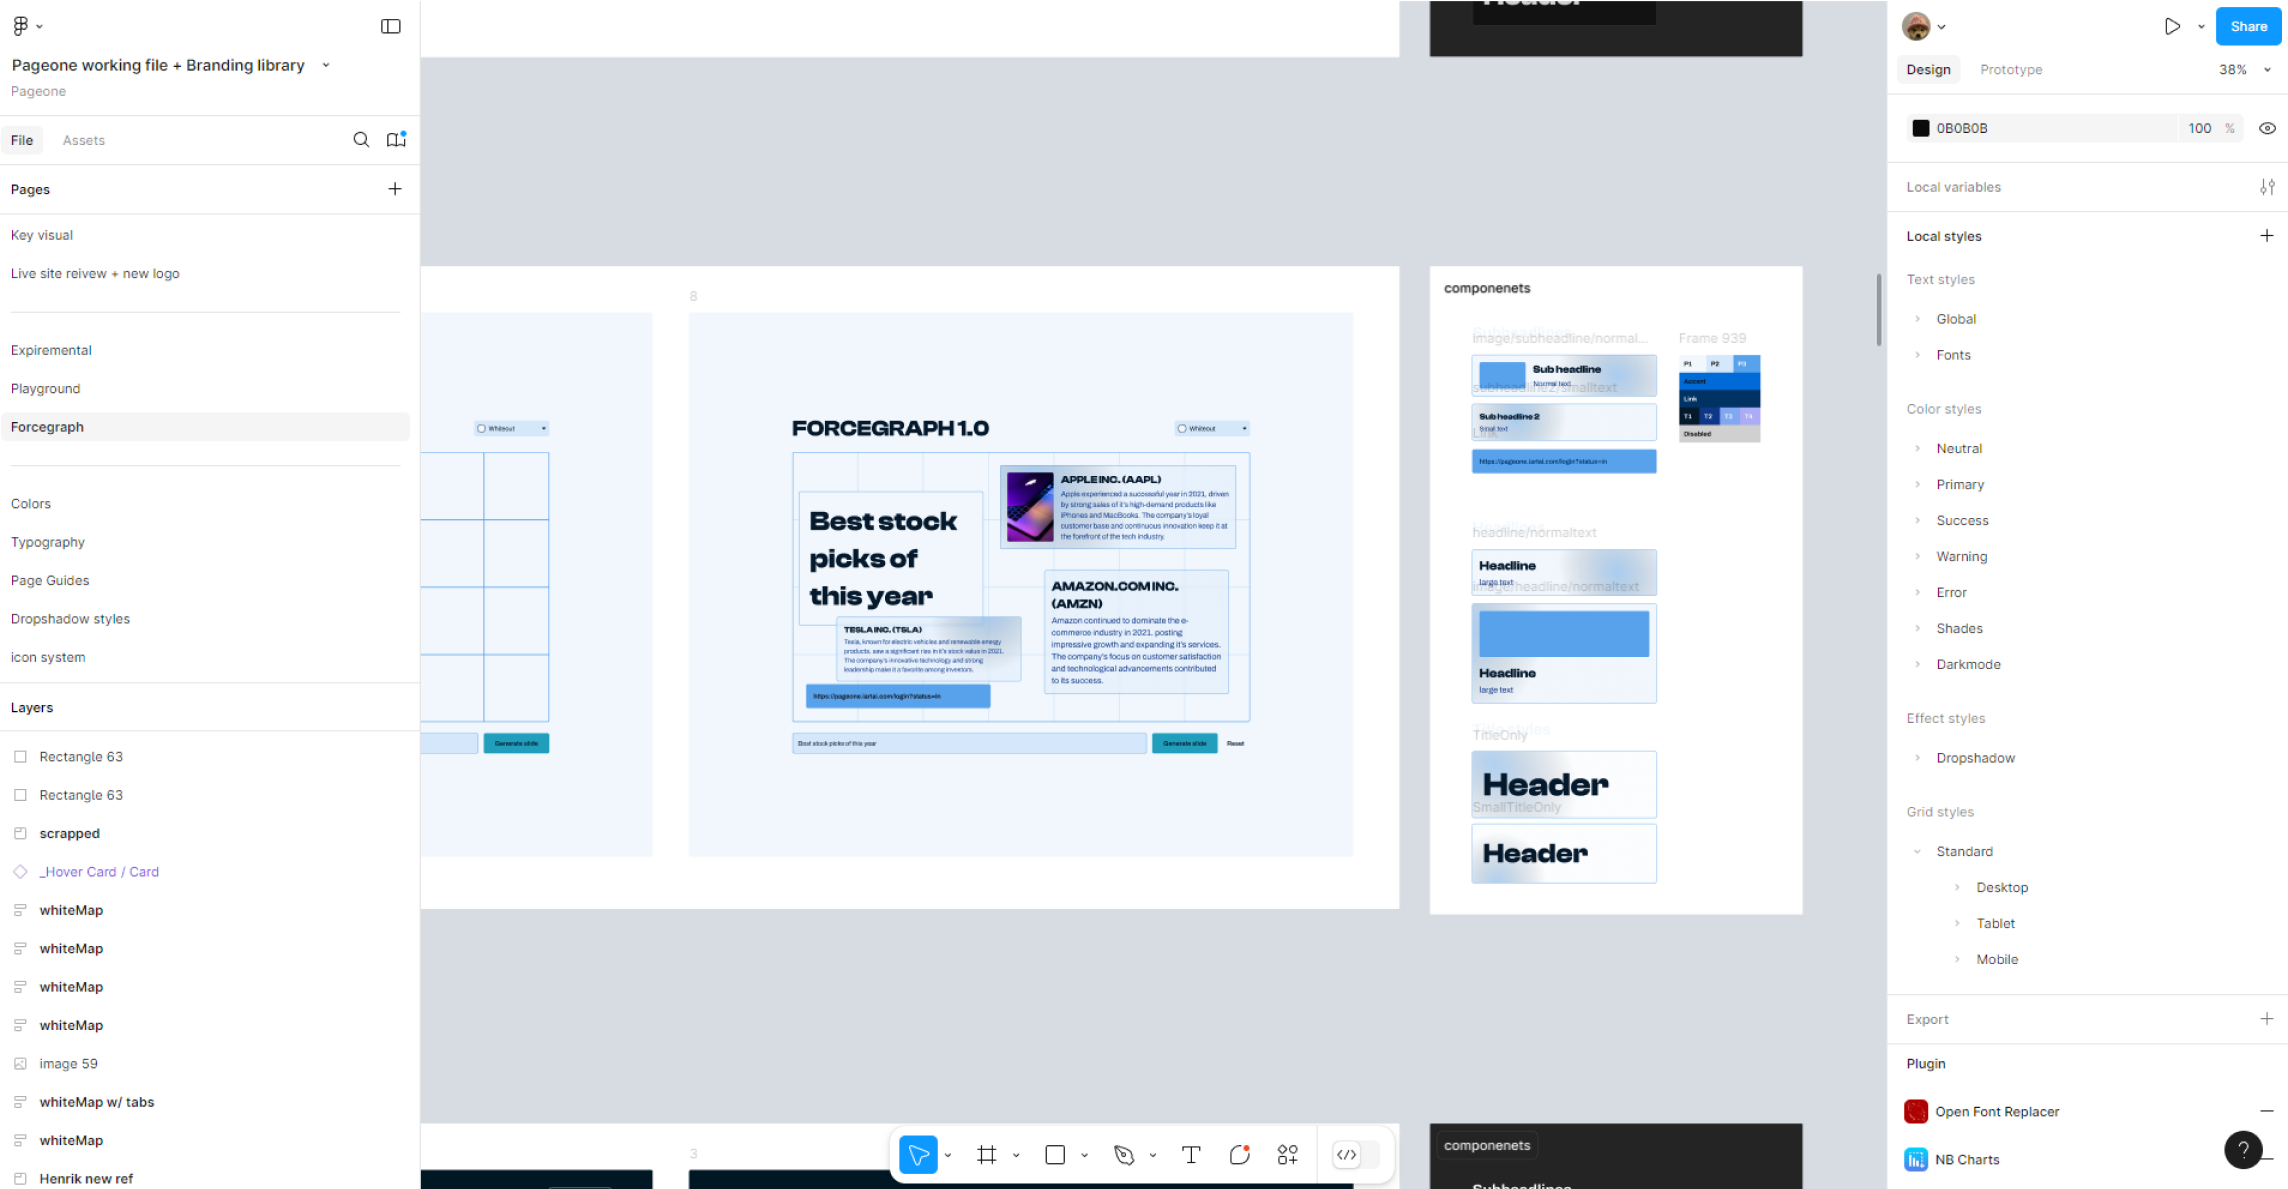 Pageone working file + Branding library
Pageone
File
Assets
Pages
Key visual
Live site reivew + new logo
Expiremental
Playground
Forcegraph
Colors
Typography
Page Guides
Dropshadow styles
icon system
Layers
Rectangle 63
Rectangle 63
scrapped
_Hover Card / Card
whiteMap
whiteMap
whiteMap
whiteMap
image 59
whiteMap w/ tabs
whiteMap
Henrik new ref
Whiteout
Generate slide
8
FORCEGRAPH 1.0
Whiteout
Best stock
picks of
this year
APPLE INC. (AAPL)
Apple experienced a successful year in 2021, driven
by strong sales of it's high-demand products like
iPhones and MacBooks. The company's loyal
customer base and continuous innovation keep it at
the forefront of the tech industry.
AMAZON.COM INC.
(AMZN)
Amazon continued to dominate the e-
commerce industry in 2021, posting
impressive growth and expanding it's services.
The company's focus on customer satisfaction
and technological advancements contributed
to its success.
TESLA INC. (TSLA)
Tesla, known for electric vehicles and renewable energy
products, saw a significant rise in it's stock value in 2021.
The company's innovative technology and strong
leadership make it a favorite among investors.
https://pageone.iartai.com/login?status=in
Best stock picks of this year
Generate slide
Reset
3
Header
componenets
Subheadlines
image/subheadline/normal...
Sub headline
Normal text
subheadline2/smalltext
Sub headline 2
Small text
Link
https://pageone.iartai.com/login?status=in
Frame 939
P1 P2 P3
Accent
Link
T1 T2 T3 T4
Disabled
Headlines
headline/normaltext
Headline
large text
image/headline/normaltext
Headline
large text
Title styles
TitleOnly
Header
SmallTitleOnly
Header
componenets
Subheadlines
Share
Design
Prototype
38%
0B0B0B
100 %
Local variables
Local styles
Text styles
Global
Fonts
Color styles
Neutral
Primary
Success
Warning
Error
Shades
Darkmode
Effect styles
Dropshadow
Grid styles
Standard
Desktop
Tablet
Mobile
Export
Plugin
Open Font Replacer
NB Charts
?